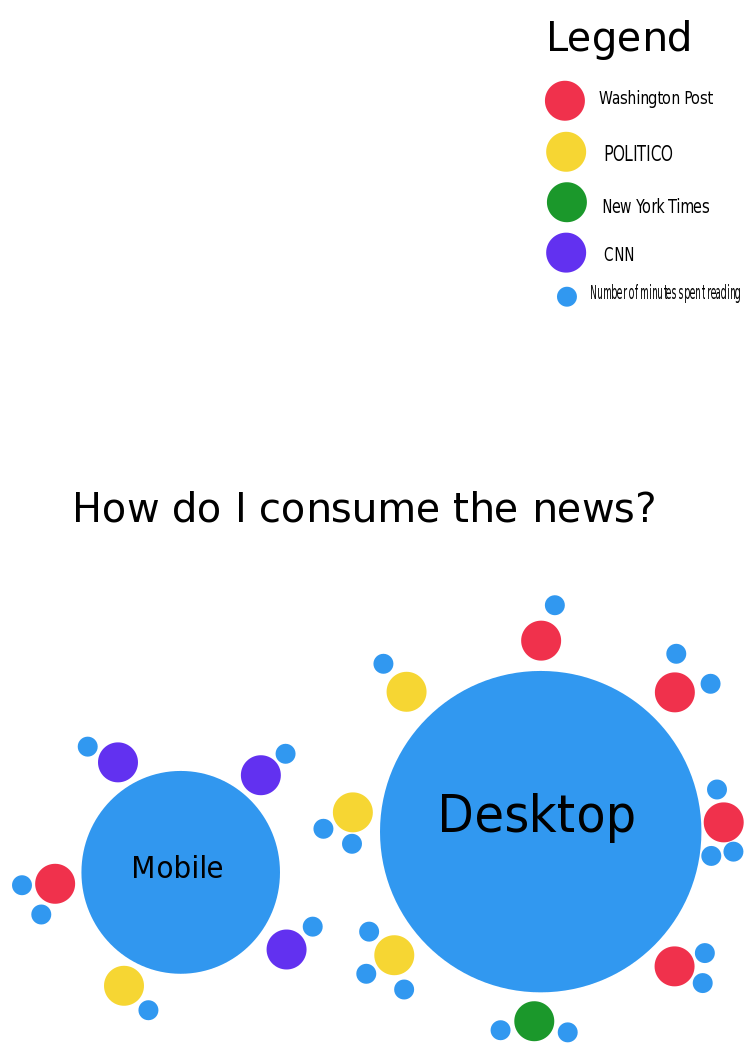 Legend
Washington Post
POLITICO
New York Times
CNN
Number of minutes spent reading
How do I consume the news?
Desktop
Mobile